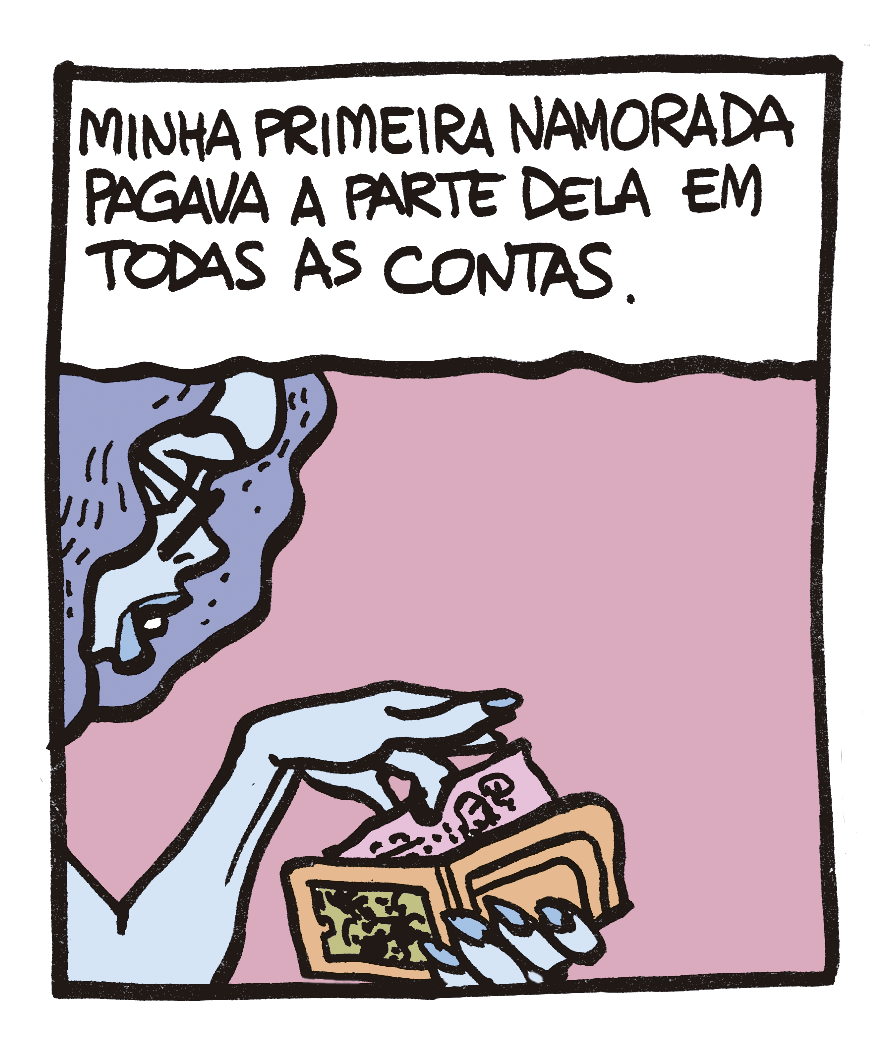 MINHA PRIMEIRA NAMORADA
PAGAVA A PARTE DELA EM
TODAS AS CONTAS.